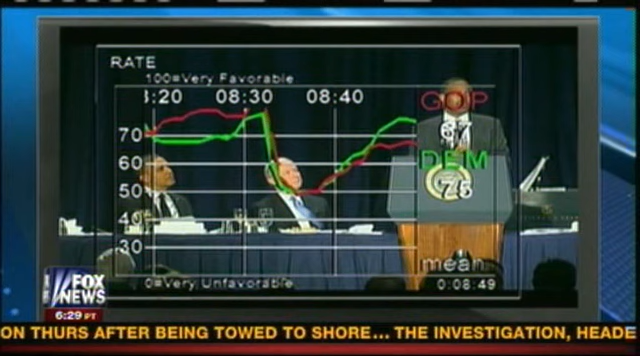 RATE
100=Very Favorable
:20 08:30 08:40
GOP
67
70
60
DEM
75
50
40
30
mean
0=Very Unfavorable 0:08:49
FOX
NEWS
6:29 PT
ON THURS AFTER BEING TOWED TO SHORE... THE INVESTIGATION, HEADE